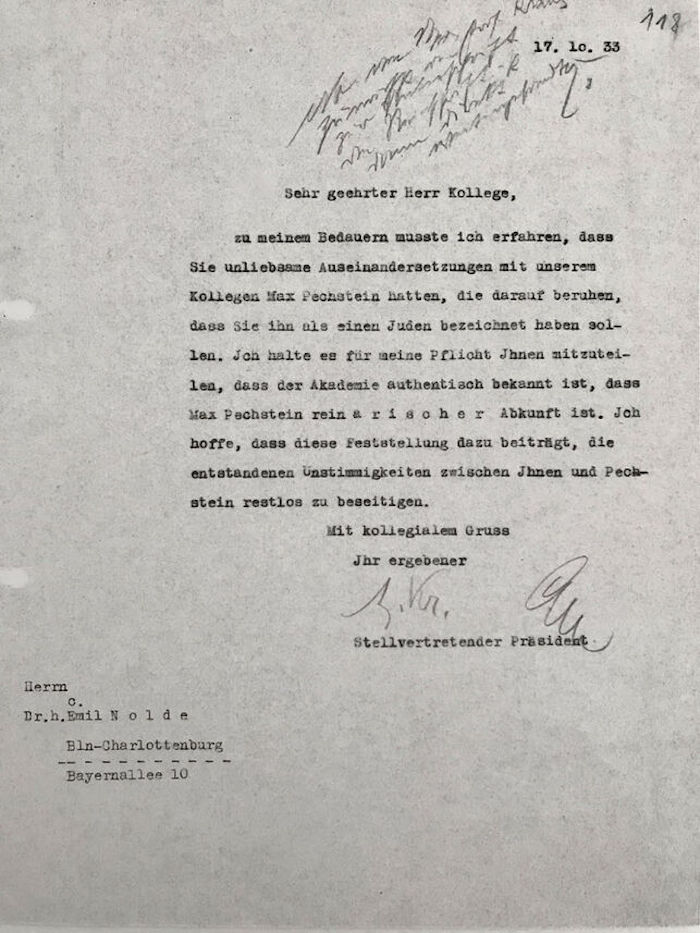 118
17. 10. 33
Sehr geehrter Herr Kollege,
zu meinem Bedauern musste ich erfahren, dass
Sie unliebsame Auseinandersetzungen mit unserem
Kollegen Max Pechstein hatten, die darauf beruhen,
dass Sie ihn als einen Juden bezeichnet haben sol-
len. Ich halte es für meine Pflicht Jhnen mitzutei-
len, dass der Akademie authentisch bekannt ist, dass
Max Pechstein rein a r i s c h e r Abkunft ist. Jch
hoffe, dass diese Feststellung dazu beiträgt, die
entstandenen Unstimmigkeiten zwischen Jhnen und Pech-
stein restlos zu beseitigen.
Mit kollegialem Gruss
Jhr ergebener
Stellvertretender Präsident
Herrn
c.
Dr.h.Emil N o l d e
Bln-Charlottenburg
Bayernallee 10